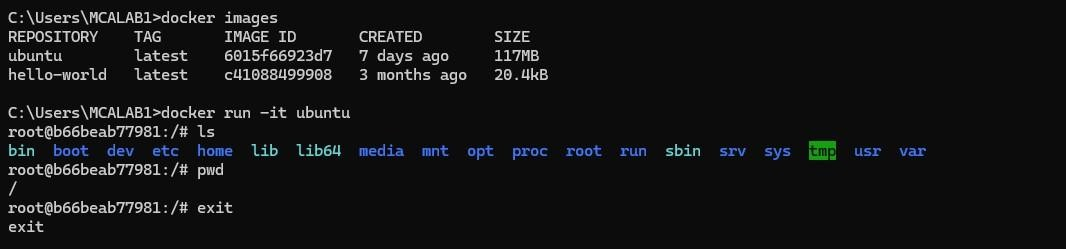 C:\Users\MCALAB1>docker images
REPOSITORY    TAG       IMAGE ID       CREATED        SIZE
ubuntu        latest    6015f66923d7   7 days ago     117MB
hello-world   latest    c41088499908   3 months ago   20.4kB
C:\Users\MCALAB1>docker run -it ubuntu
root@b66beab77981:/# ls
bin  boot  dev  etc  home  lib  lib64  media  mnt  opt  proc  root  run  sbin  srv  sys  tmp  usr  var
root@b66beab77981:/# pwd
/
root@b66beab77981:/# exit
exit